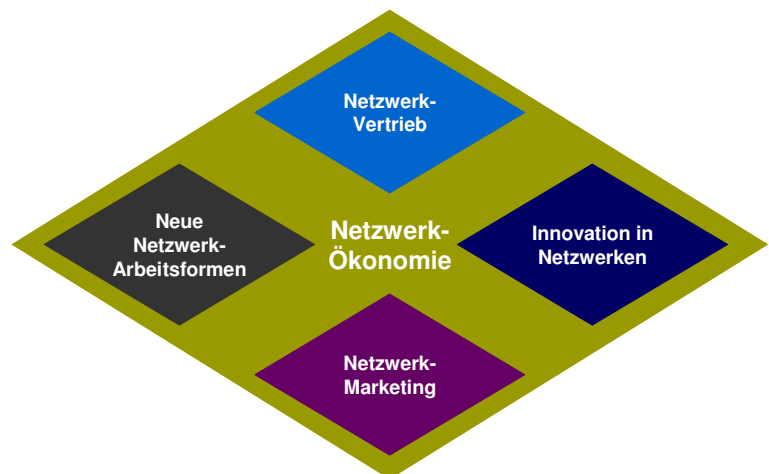 Netzwerk-
Vertrieb
Neue
Netzwerk-
Arbeitsformen
Netzwerk-
Ökonomie
Innovation in
Netzwerken
Netzwerk-
Marketing